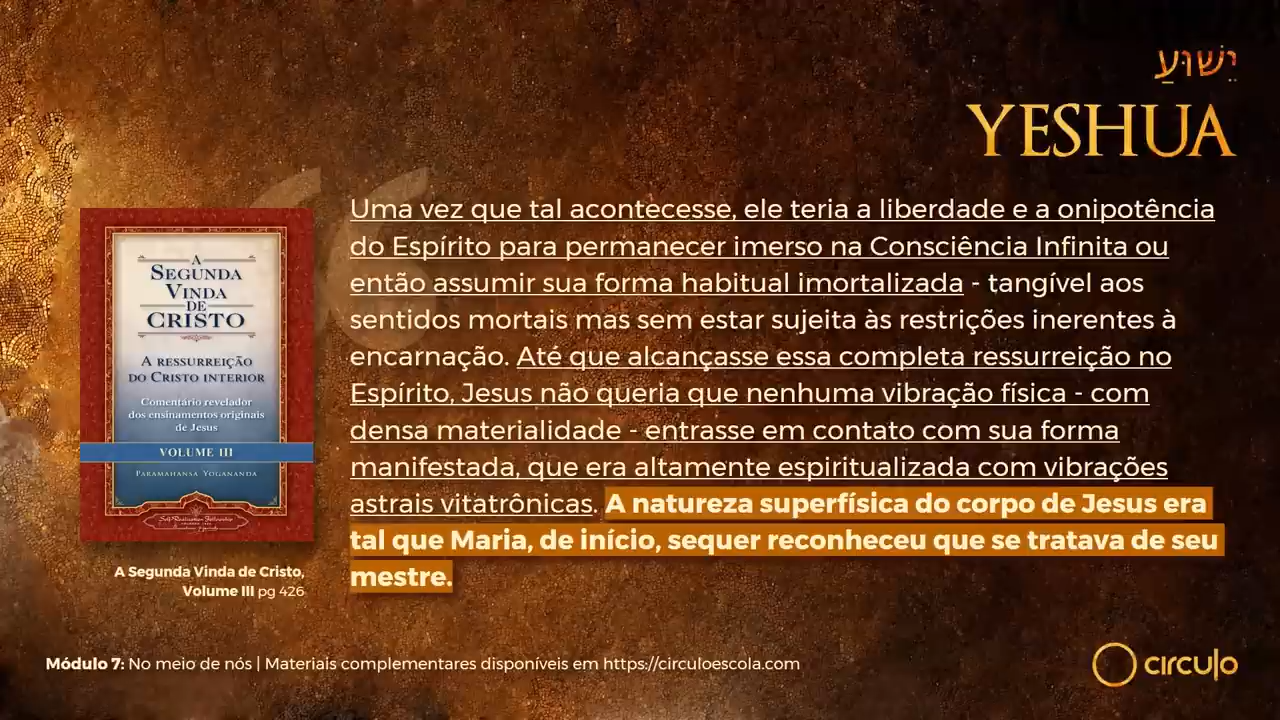 יֵשׁוּעַ
YESHUA
Uma vez que tal acontecesse, ele teria a liberdade e a onipotência
do Espírito para permanecer imerso na Consciência Infinita ou
então assumir sua forma habitual imortalizada - tangível aos
sentidos mortais mas sem estar sujeita às restrições inerentes à
encarnação. Até que alcançasse essa completa ressurreição no
Espírito, Jesus não queria que nenhuma vibração física - com
densa materialidade - entrasse em contato com sua forma
manifestada, que era altamente espiritualizada com vibrações
astrais vitatrônicas. A natureza superfísica do corpo de Jesus era
tal que Maria, de início, sequer reconheceu que se tratava de seu
mestre.
A
SEGUNDA
VINDA
DE
CRISTO
A RESSURREIÇÃO
DO CRISTO INTERIOR
Comentário revelador
dos ensinamentos originais
de Jesus
VOLUME III
PARAMAHANSA YOGANANDA
Self-Realization Fellowship
A Segunda Vinda de Cristo,
Volume III pg 426
Módulo 7: No meio de nós | Materiais complementares disponíveis em https://circuloescola.com
circulo